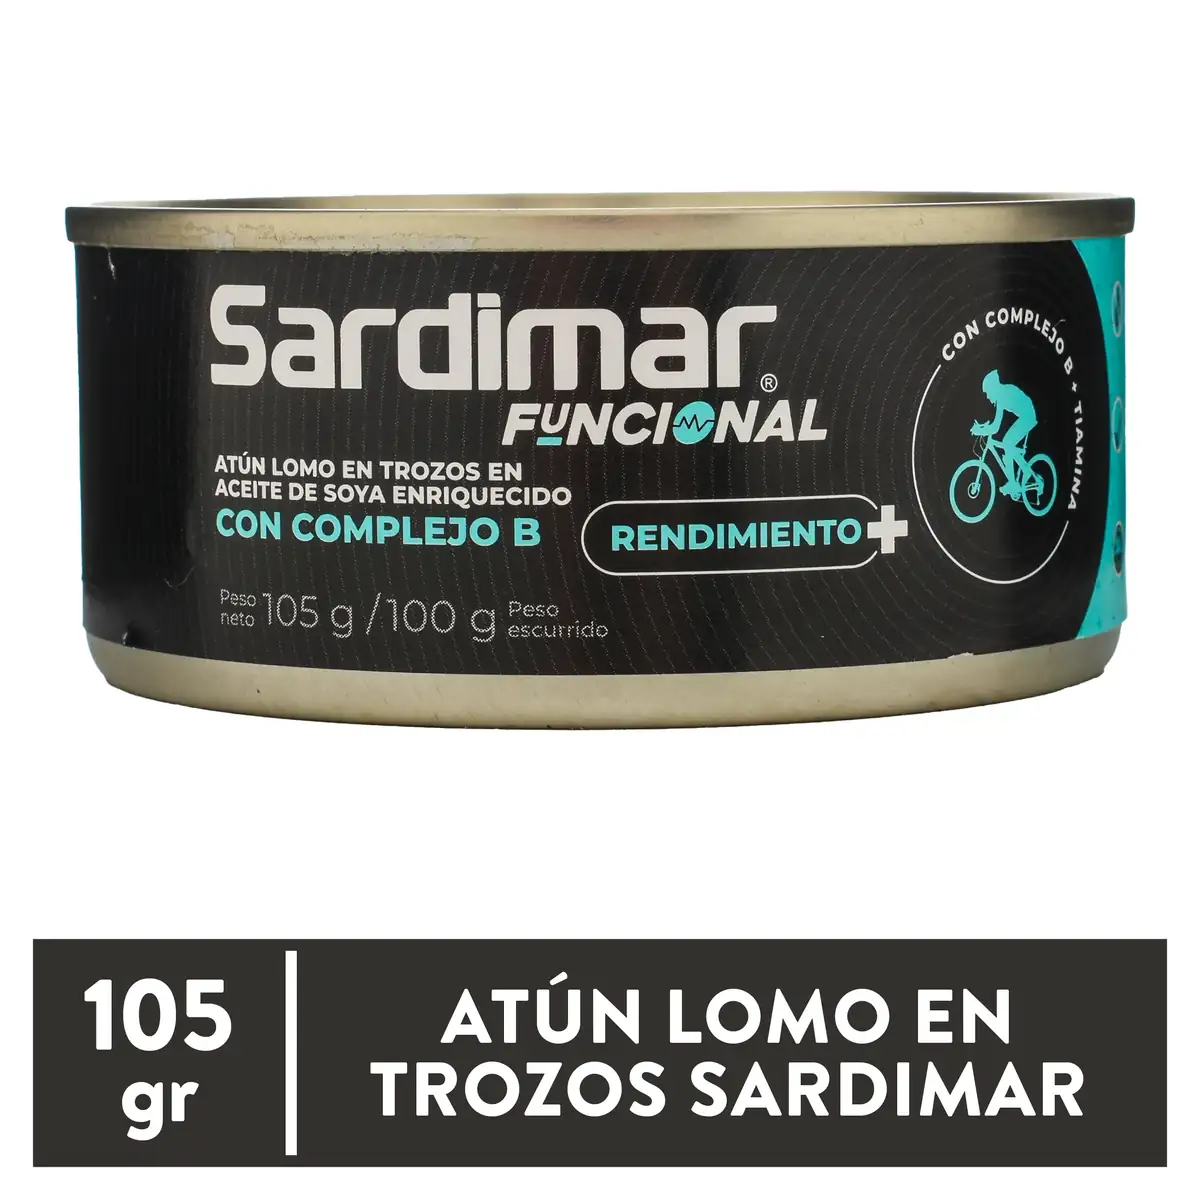 Sardimar®
FUNCIONAL
ATÚN LOMO EN TROZOS EN
ACEITE DE SOYA ENRIQUECIDO
CON COMPLEJO B
RENDIMIENTO+
Peso neto 105 g / 100 g Peso escurrido
CON COMPLEJO B + TIAMINA
105 gr
ATÚN LOMO EN
TROZOS SARDIMAR